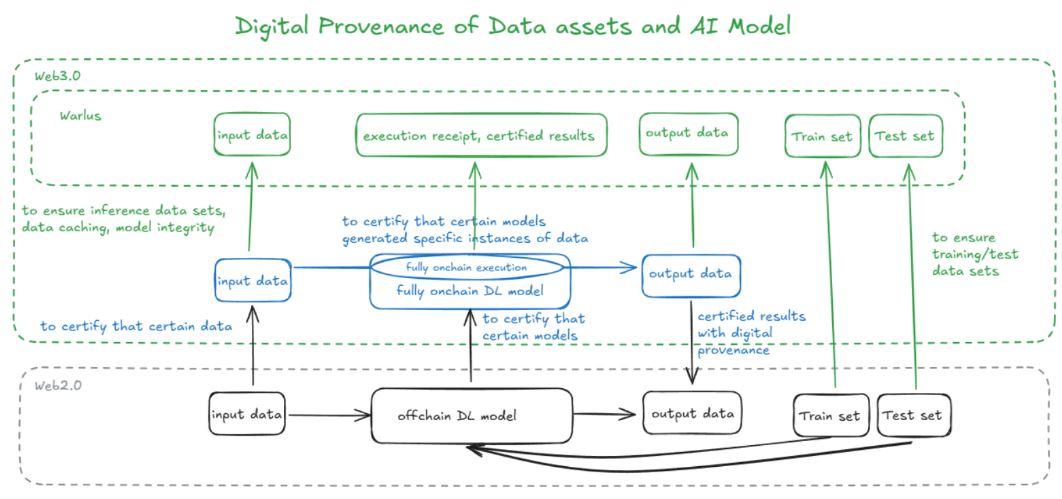 Digital Provenance of Data assets and AI Model
Web3.0
Warlus
input data
execution receipt, certified results
output data
Train set
Test set
to ensure inference data sets,
data caching, model integrity
to certify that certain models
generated specific instances of data
to ensure
training/test
data sets
input data
fully onchain execution
fully onchain DL model
output data
to certify that certain data
to certify that
certain models
certified results
with digital
provenance
Web2.0
input data
offchain DL model
output data
Train set
Test set